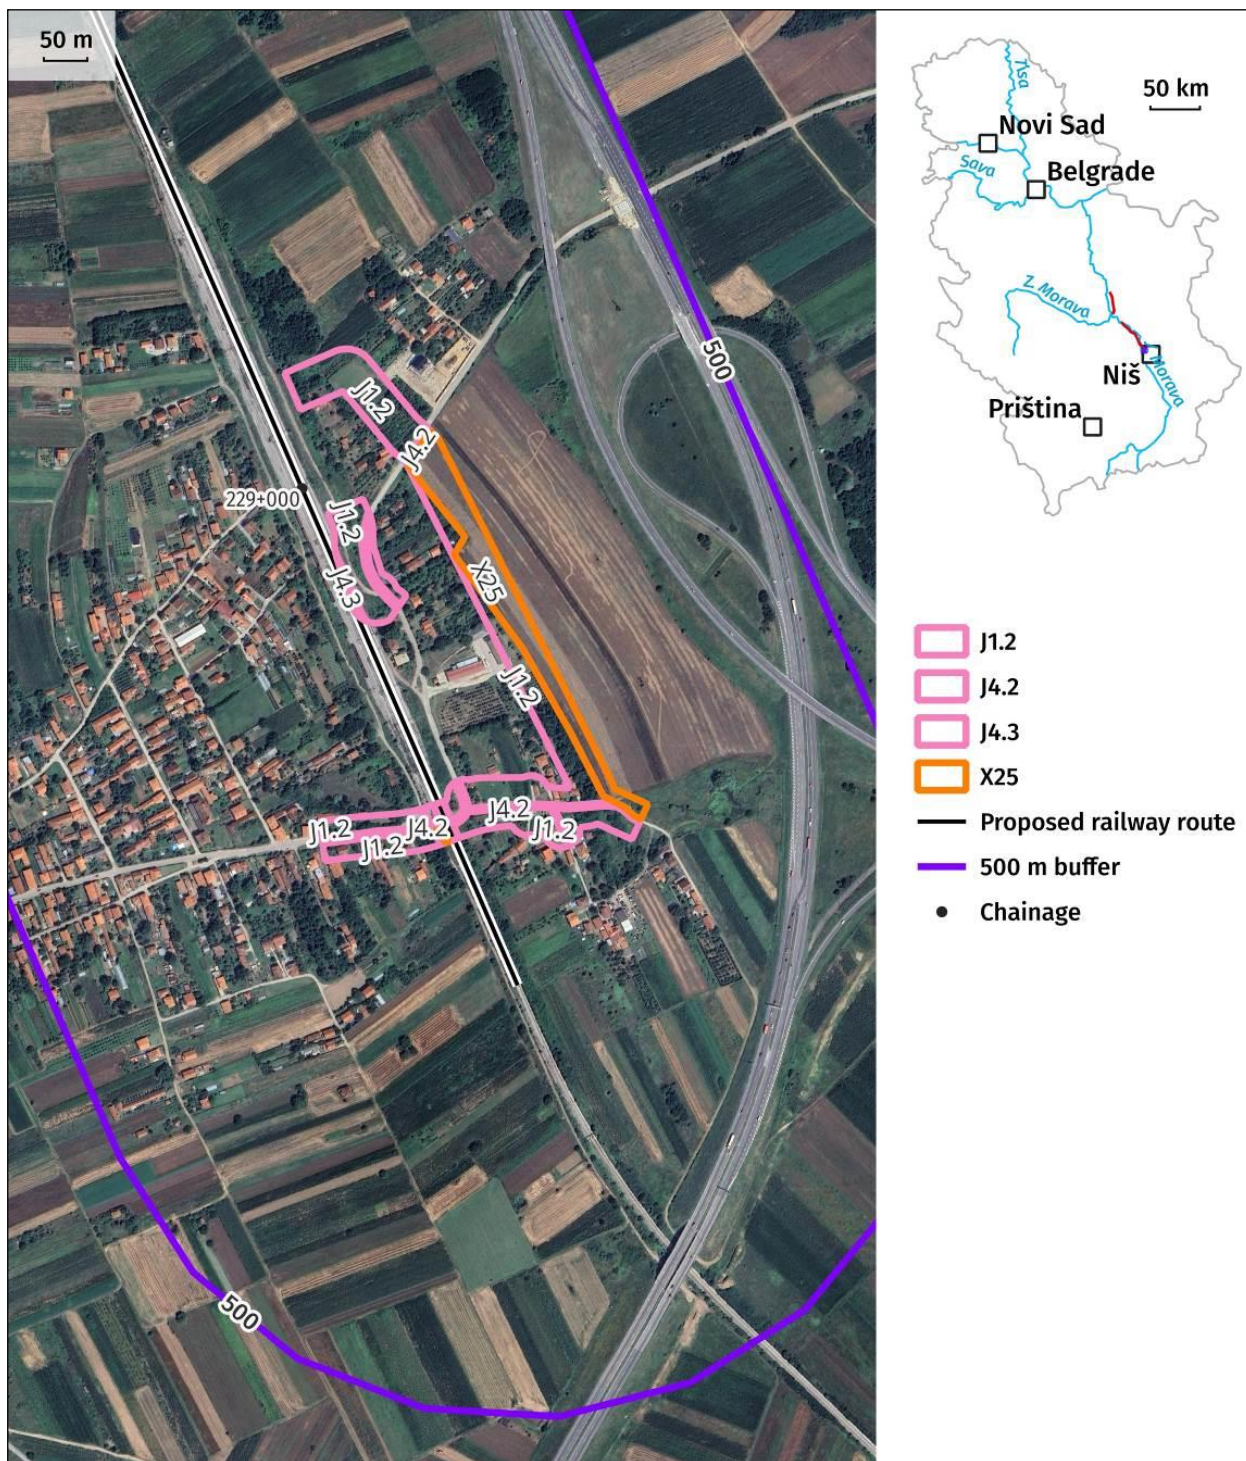 50 m
500
J1.2
J4.2
229+000
J1.2
J4.3
X25
J1.2
J1.2
J4.2
J4.2
J1.2
J1.2
500
50 km
Tisa
Novi Sad
Sava
Belgrade
Z. Morava
Niš
Morava
Priština
J1.2
J4.2
J4.3
X25
Proposed railway route
500 m buffer
Chainage